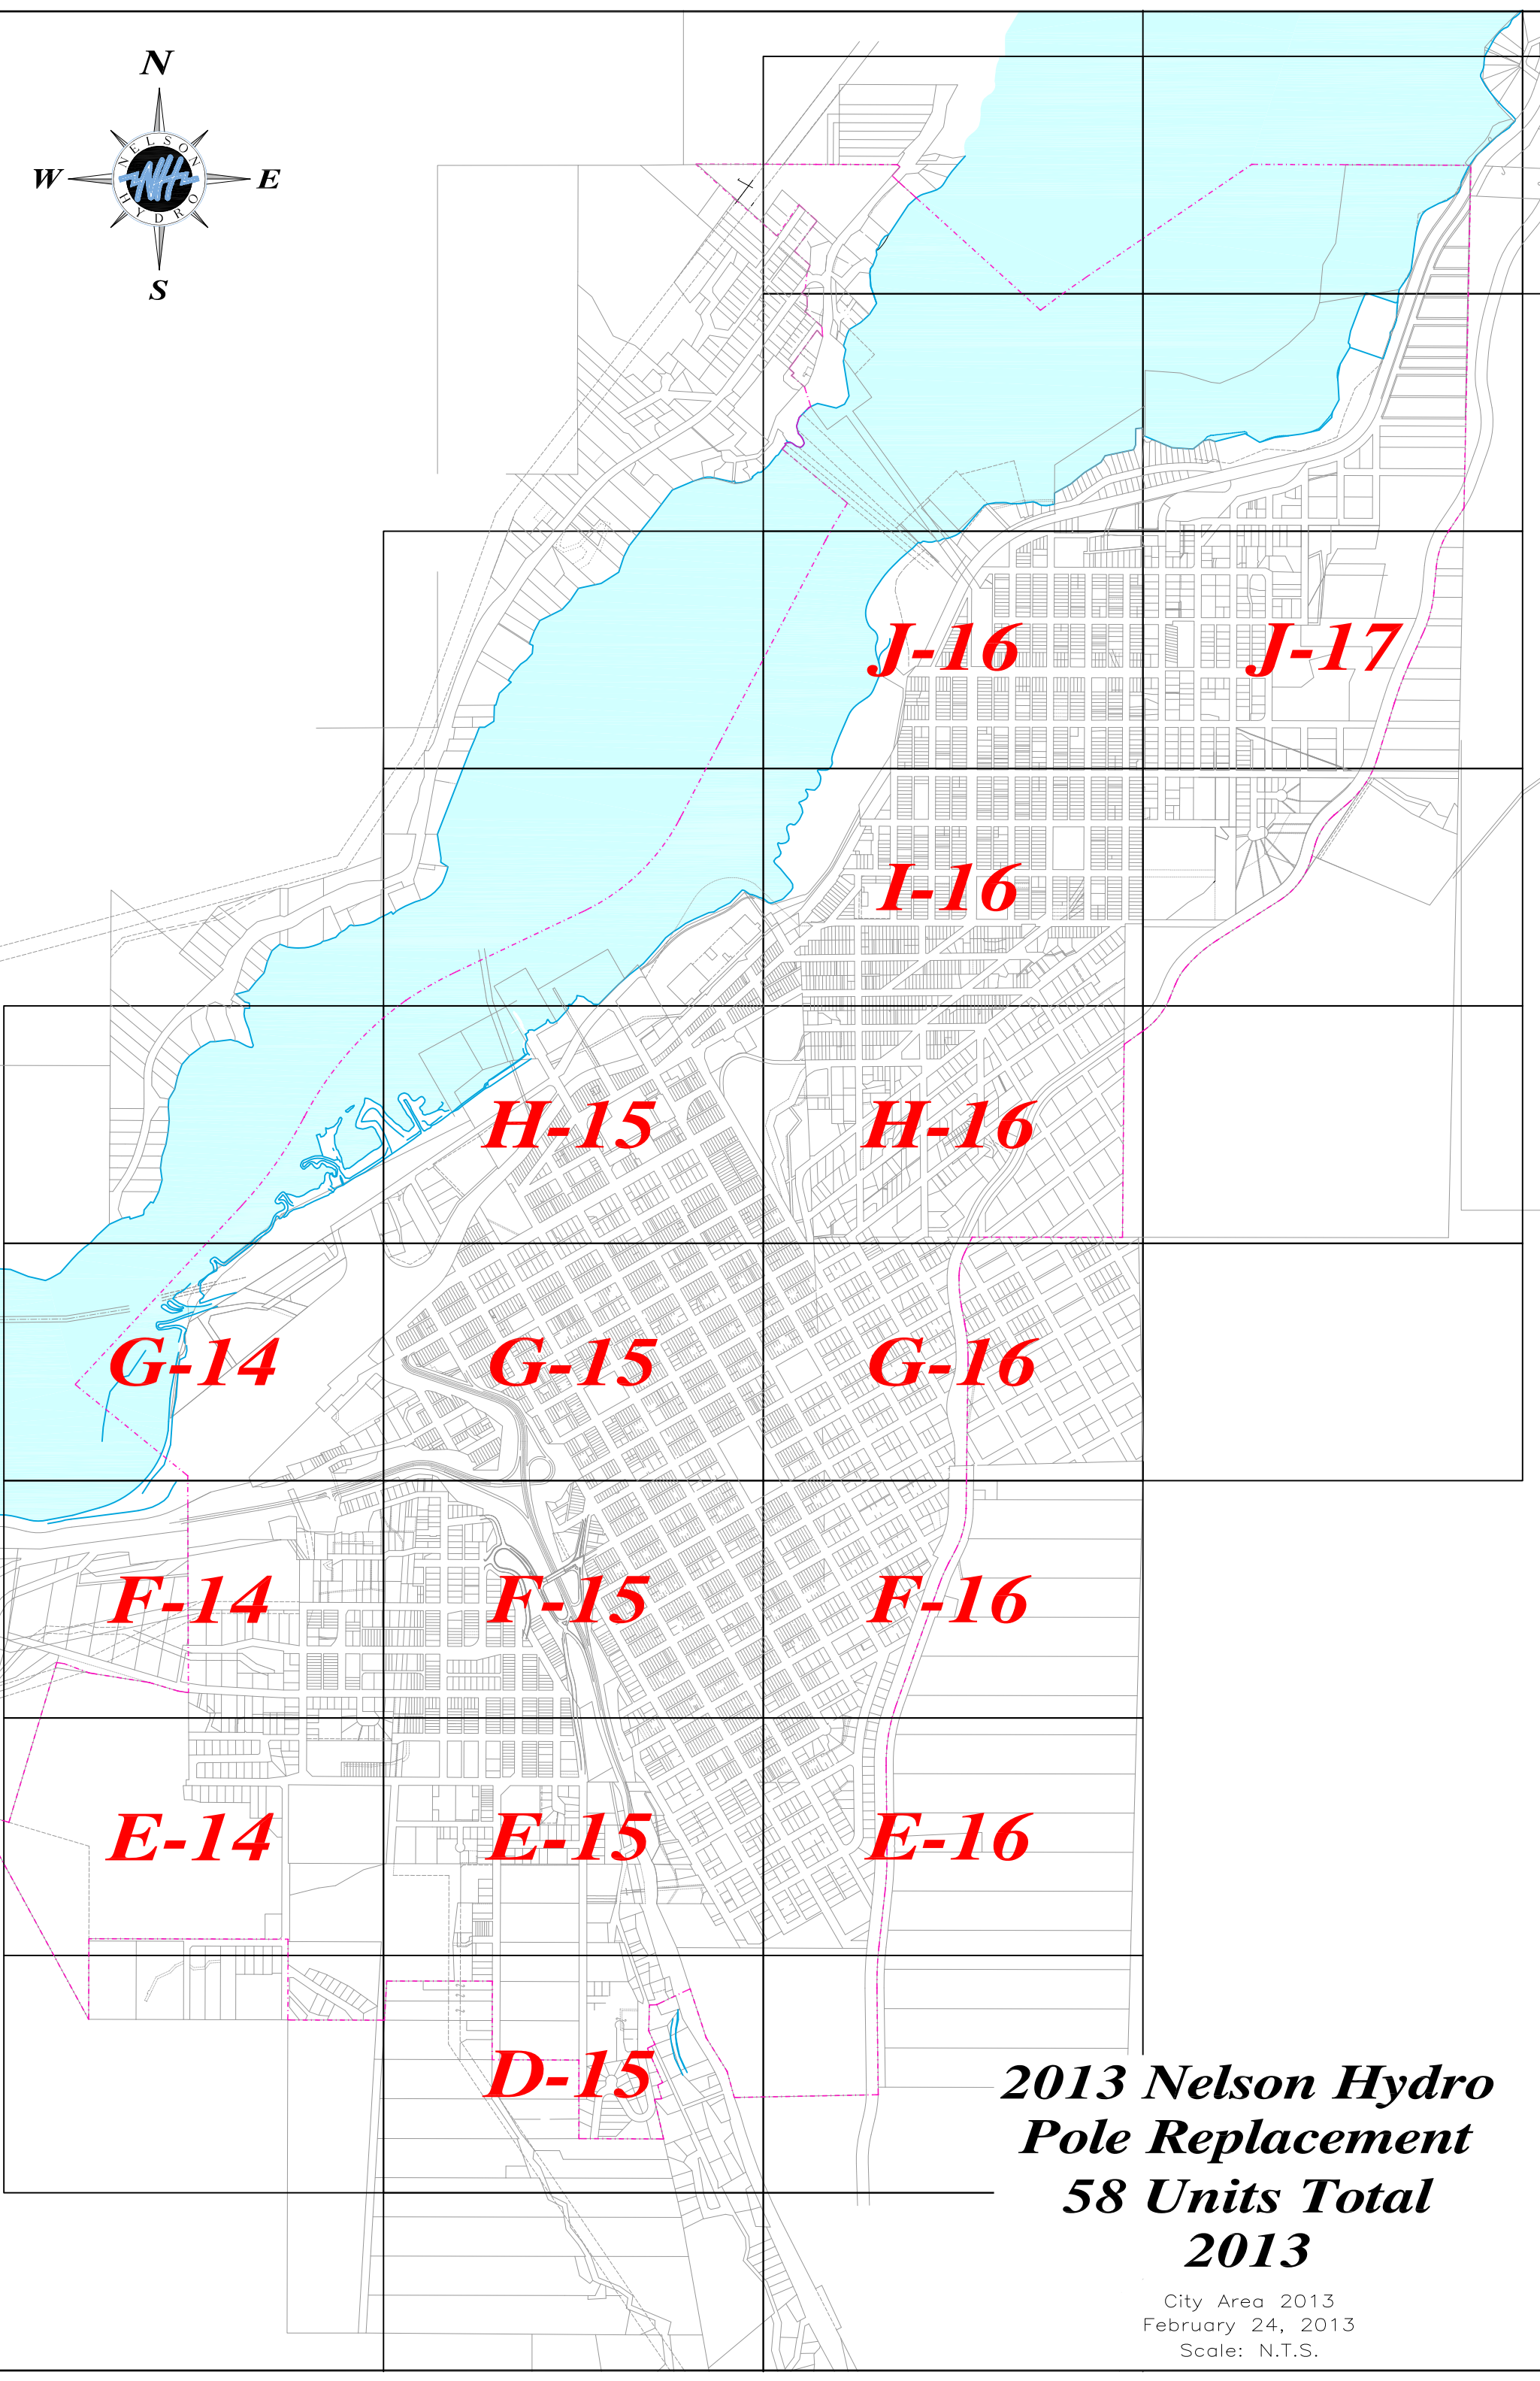 N
W
E
S
NELSON
HYDRO
NH
J-16
J-17
I-16
H-15
H-16
G-14
G-15
G-16
F-14
F-15
F-16
E-14
E-15
E-16
D-15
2013 Nelson Hydro
Pole Replacement
58 Units Total
2013
City Area 2013
February 24, 2013
Scale: N.T.S.